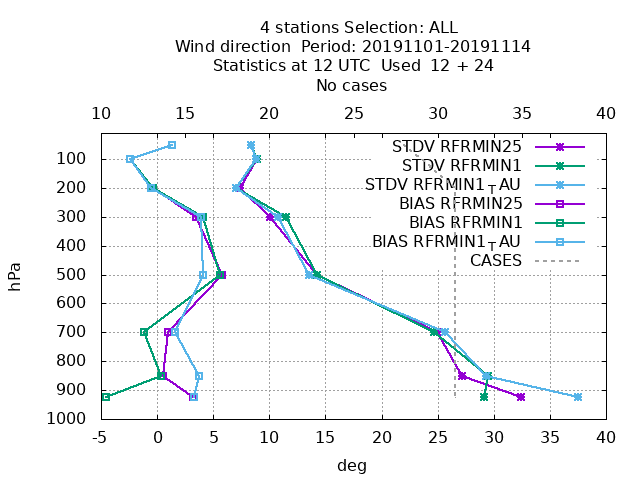 4 stations Selection: ALL
Wind direction Period: 20191101-20191114
Statistics at 12 UTC Used 12 + 24
No cases
10 15 20 25 30 35 40
STDV RFRMIN25
STDV RFRMIN1
STDV RFRMIN1TAU
BIAS RFRMIN25
BIAS RFRMIN1
BIAS RFRMIN1TAU
CASES
hPa
100
200
300
400
500
600
700
800
900
1000
-5 0 5 10 15 20 25 30 35 40
deg